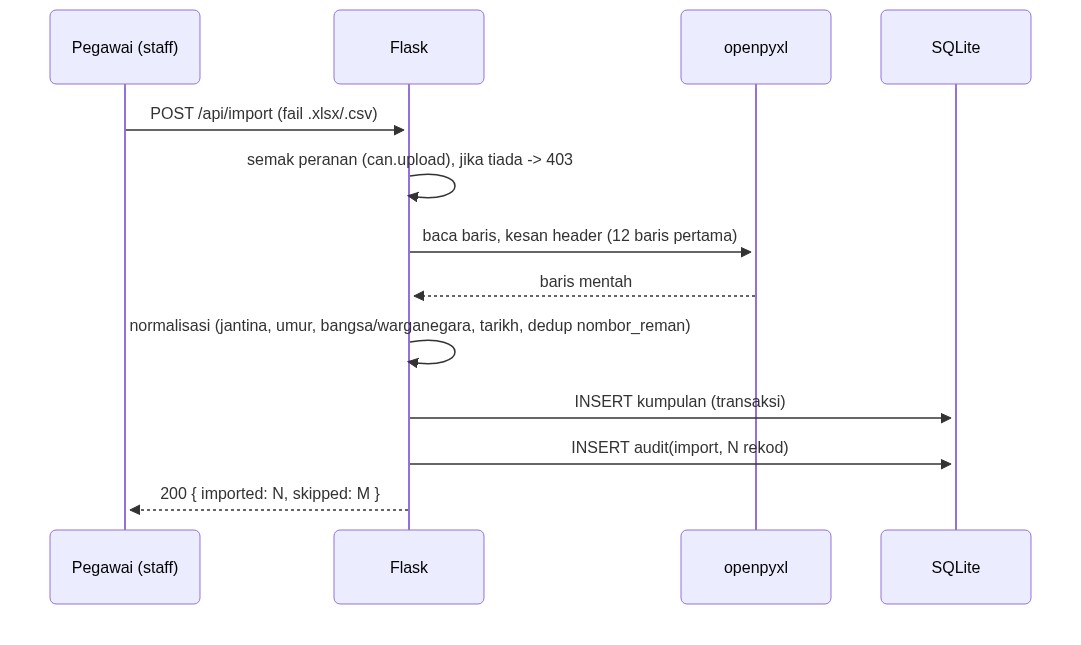 Pegawai (staff)
Flask
openpyxl
SQLite
POST /api/import (fail .xlsx/.csv)
semak peranan (can.upload), jika tiada -> 403
baca baris, kesan header (12 baris pertama)
baris mentah
normalisasi (jantina, umur, bangsa/warganegara, tarikh, dedup nombor_reman)
INSERT kumpulan (transaksi)
INSERT audit(import, N rekod)
200 { imported: N, skipped: M }
Pegawai (staff)
Flask
openpyxl
SQLite